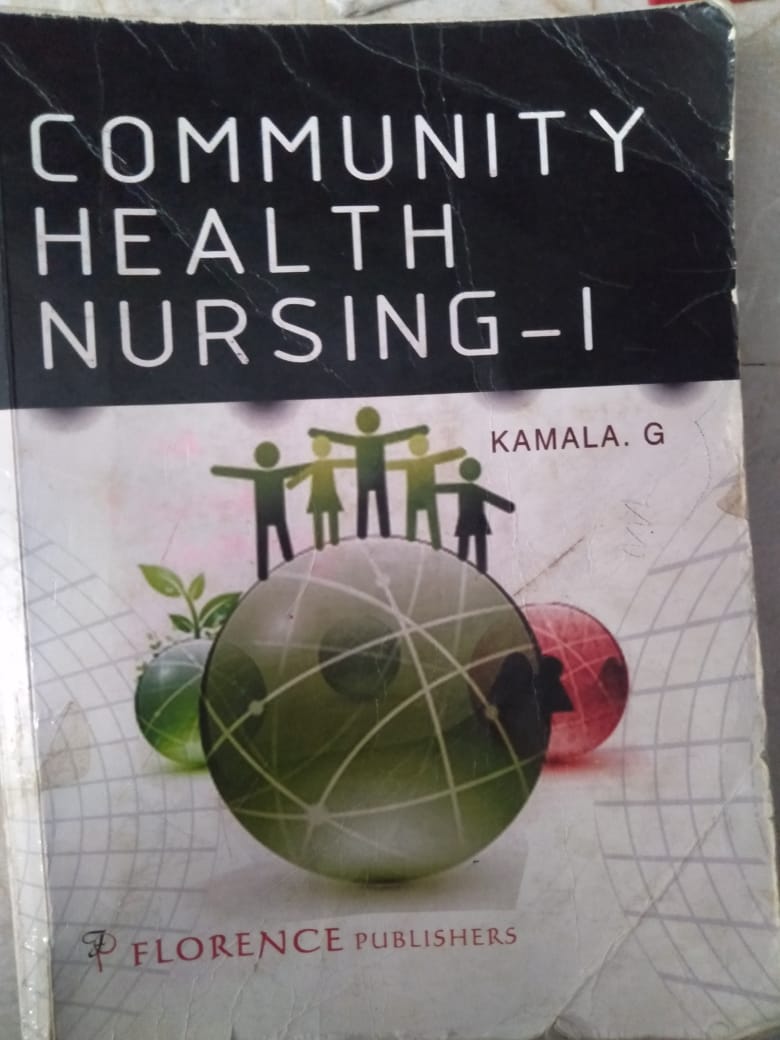 COMMUNITY
HEALTH
NURSING-I
KAMALA. G
FLORENCE PUBLISHERS